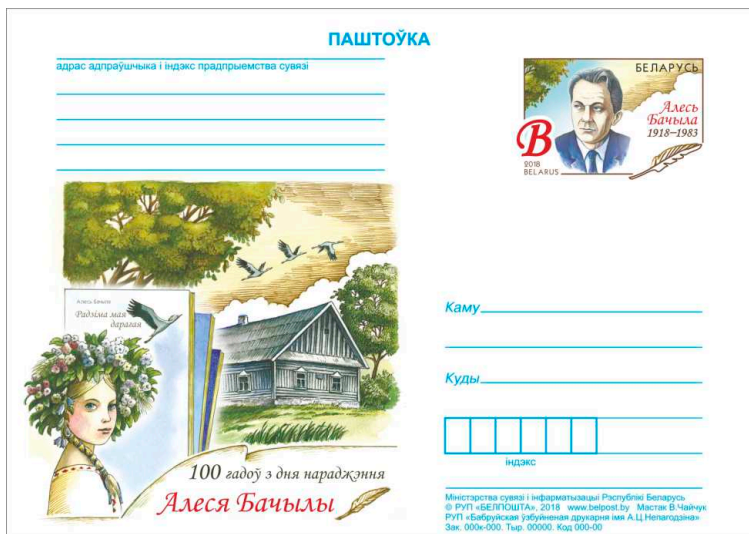 ПАШТОЎКА
адрас адпраўшчыка і індэкс прадпрыемства сувязі
БЕЛАРУСЬ
Алесь
Бачыла
1918–1983
В
2018
BELARUS
Алесь Бачыла
Радзіма мая
дарагая
100 гадоў з дня нараджэння
Алеся Бачылы
Каму
Куды
індэкс
Міністэрства сувязі і інфарматызацыі Рэспублікі Беларусь
© РУП «БЕЛПОШТА», 2018 www.belpost.by Мастак В.Чайчук
РУП «Бабруйская ўзбуйненая друкарня імя А.Ц.Непагодзіна»
Зак. 000к-000. Тыр. 00000. Код 000-00